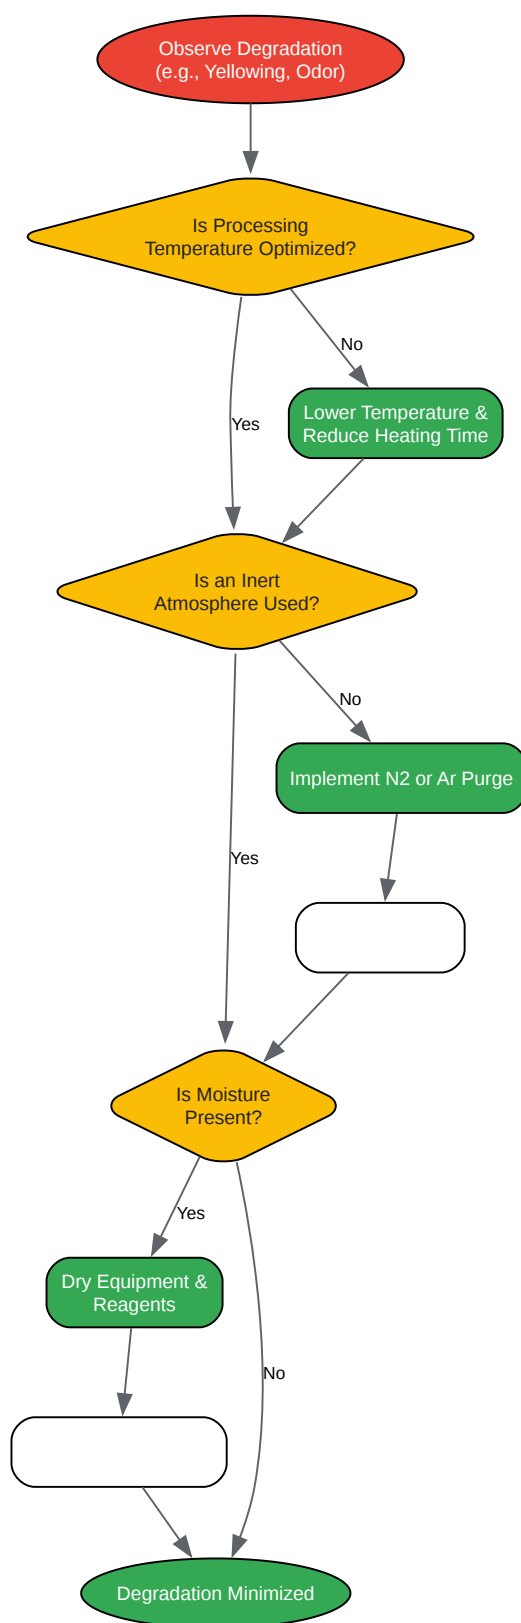 Observe Degradation
(e.g., Yellowing, Odor)
Is Processing
Temperature Optimized?
No
Yes
Lower Temperature &
Reduce Heating Time
Is an Inert
Atmosphere Used?
No
Implement N2 or Ar Purge
Yes
Is Moisture
Present?
Yes
Dry Equipment &
Reagents
No
Degradation Minimized